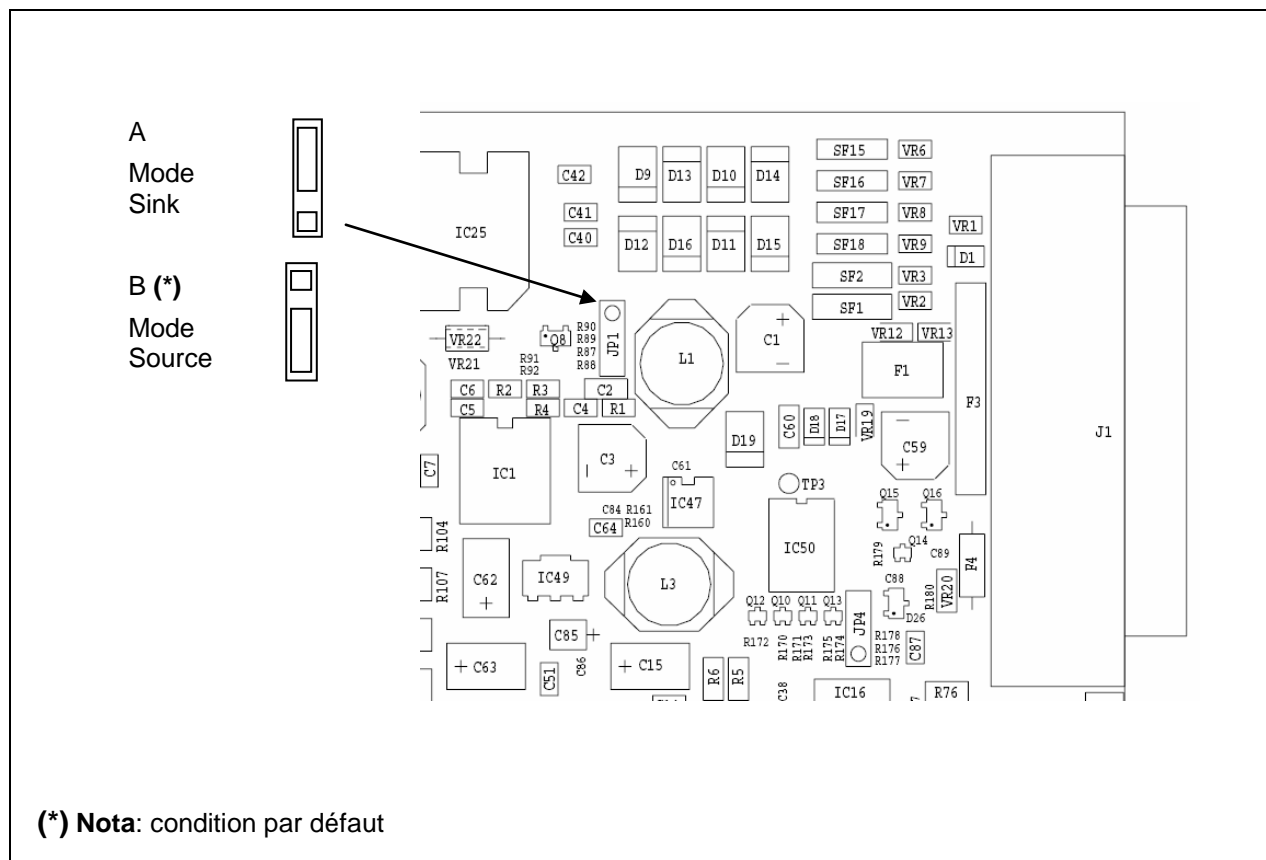 A
Mode
Sink
B (*)
Mode
Source
SF15 VR6
C42 D9 D13 D10 D14
SF16 VR7
C41 SF17 VR8
VR1
IC25 C40 D12 D16 D11 D15 SF18 VR9
D1
SF2 VR3
SF1 VR2
R90
R89
R87
R88
JP1
Q8
VR22
VR21
L1
C1
VR12 VR13
R91
R92
F1
C6 R2 R3 C2
C5 R4 C4 R1
F3
J1
D19
C60
D18
D17
VR19
C59
C7
IC1
C3
C61
IC47
TP3
Q15 Q16
C84 R161
C64 R160
R104
IC50
R179
Q14
C89
F4
R107
C62
IC49
L3
C88
R180
VR20
Q12 Q10 Q11 Q13
JP4
D26
R172
R170
R171
R173
R175
R174
R178
R176
R177
C87
C85
C86
C63
C51
C15
R6
R5
C38
IC16
R76
(*) Nota: condition par défaut